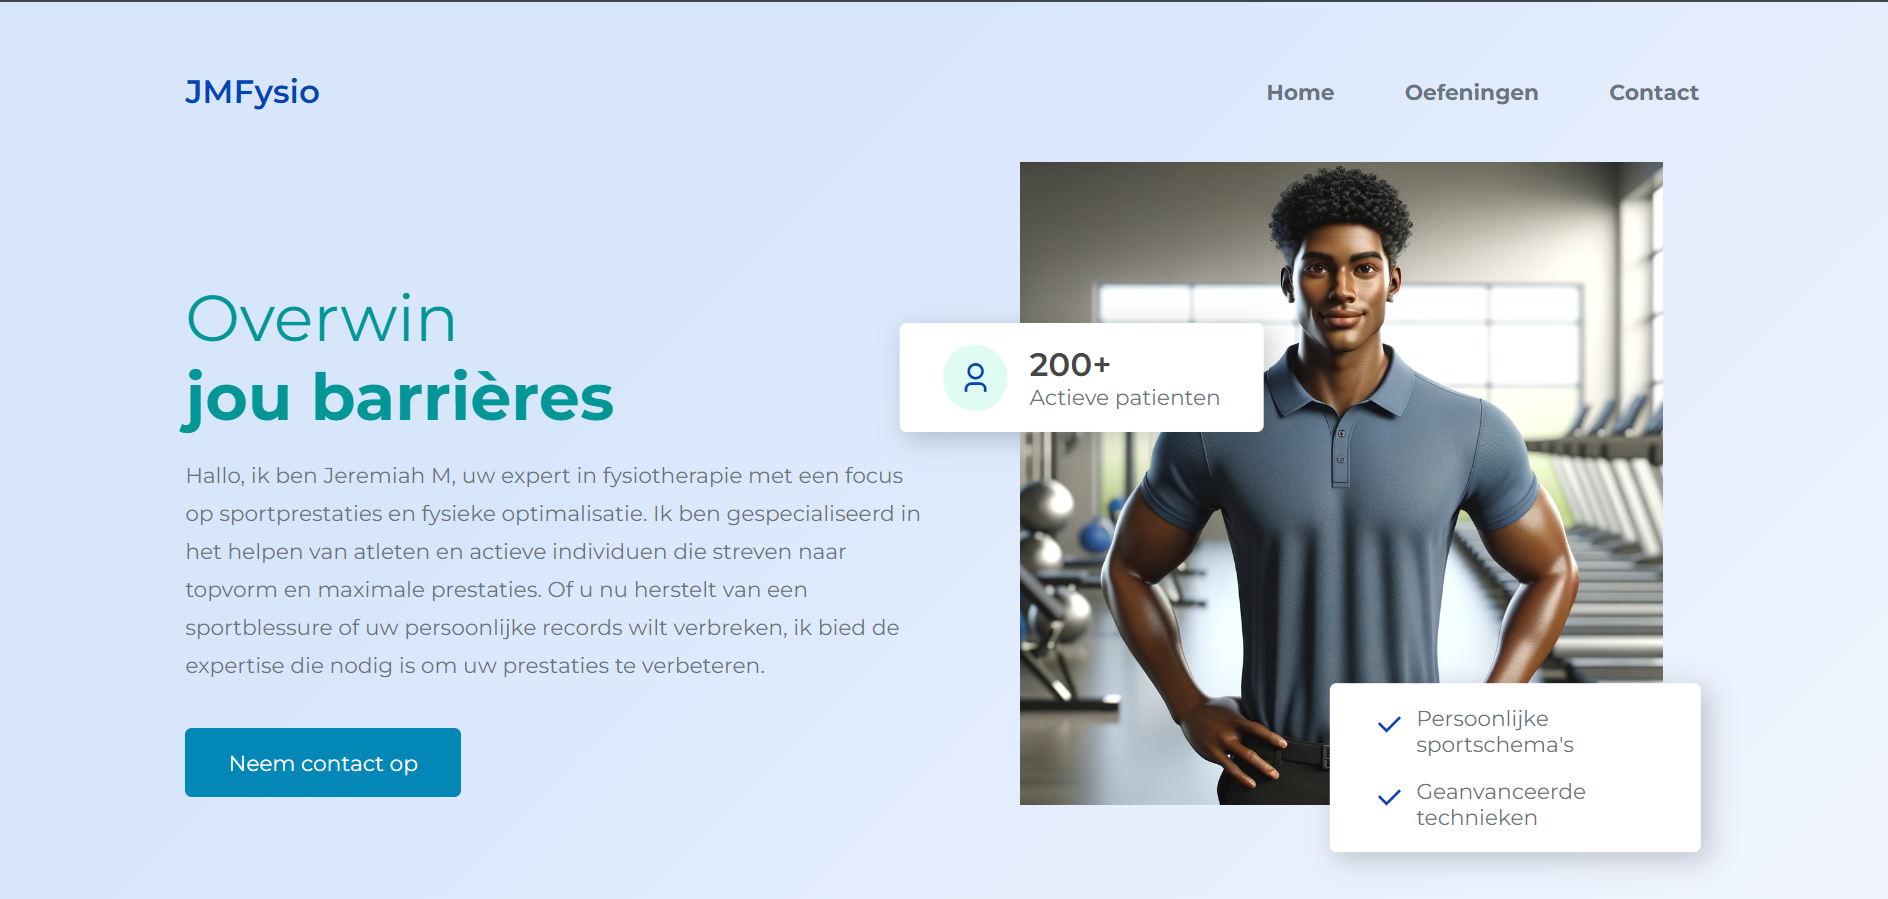 JMFysio
Home
Oefeningen
Contact
Overwin
jou barrières
Hallo, ik ben Jeremiah M, uw expert in fysiotherapie met een focus
op sportprestaties en fysieke optimalisatie. Ik ben gespecialiseerd in
het helpen van atleten en actieve individuen die streven naar
topvorm en maximale prestaties. Of u nu herstelt van een
sportblessure of uw persoonlijke records wilt verbreken, ik bied de
expertise die nodig is om uw prestaties te verbeteren.
Neem contact op
200+
Actieve patienten
Persoonlijke
sportschema's
Geanvanceerde
technieken